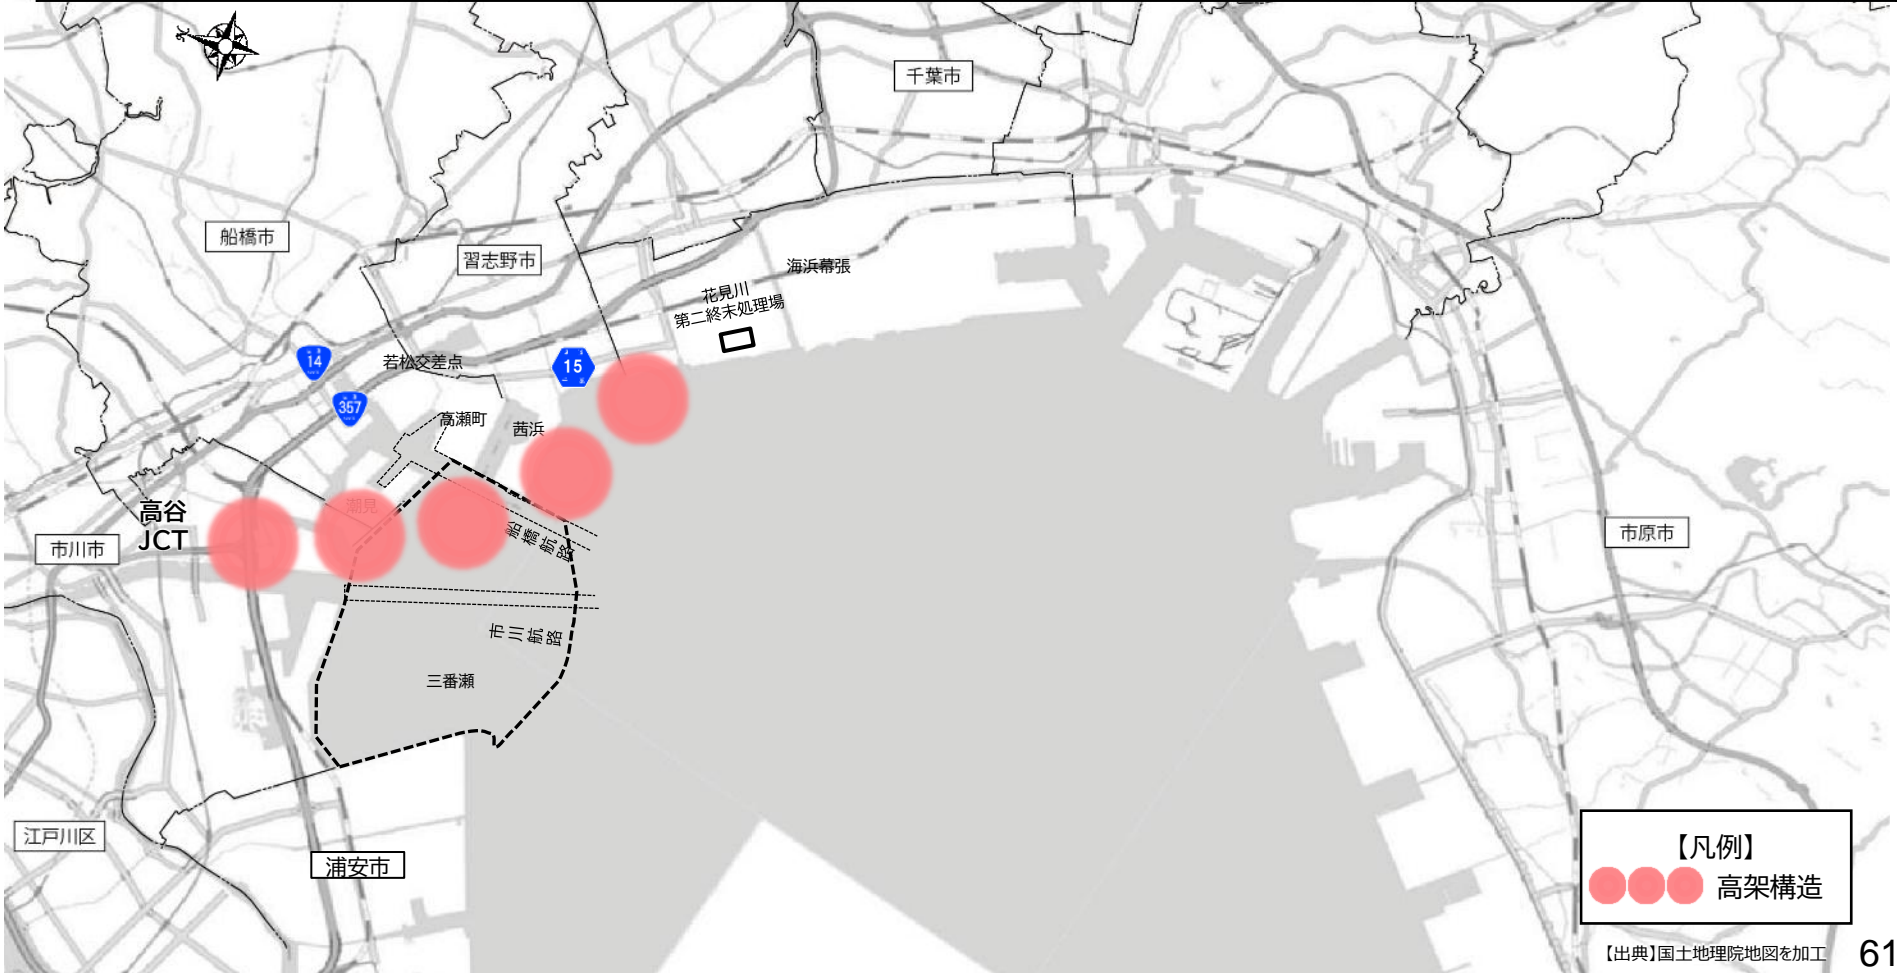 千葉市
船橋市
習志野市
海浜幕張
花見川
第二終末処理場
14
若松交差点
15
357
高瀬町
茜浜
潮見
高谷
JCT
市川市
船橋航路
市原市
市川航路
三番瀬
江戸川区
浦安市
【凡例】
高架構造
【出典】国土地理院地図を加工
61